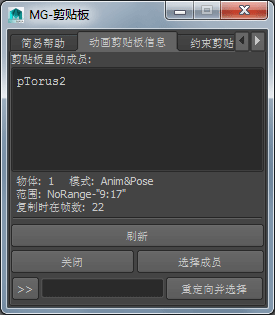 MG-剪贴板
简易帮助 动画剪贴板信息 约束剪贴
剪贴板里的成员:
pTorus2
物体: 1 模式: Anim&Pose
范围: NoRange-"9:17"
复制时在帧数: 22
刷新
关闭 选择成员
>> 重定向并选择